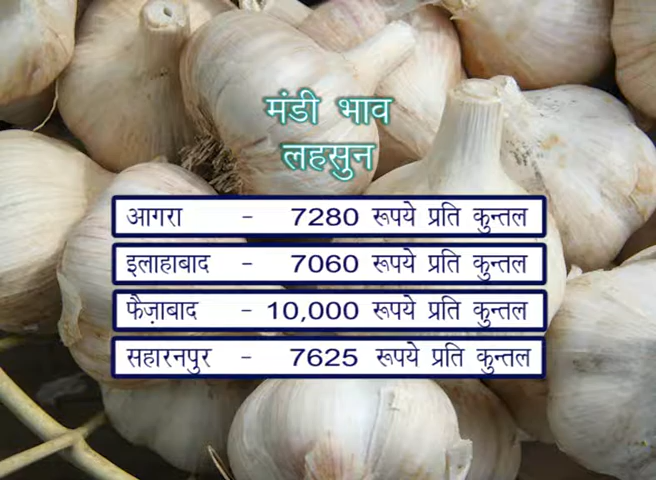 मंडी भाव
लहसुन
आगरा - 7280 रूपये प्रति कुन्तल
इलाहाबाद - 7060 रूपये प्रति कुन्तल
फैज़ाबाद - 10,000 रूपये प्रति कुन्तल
सहारनपुर - 7625 रूपये प्रति कुन्तल